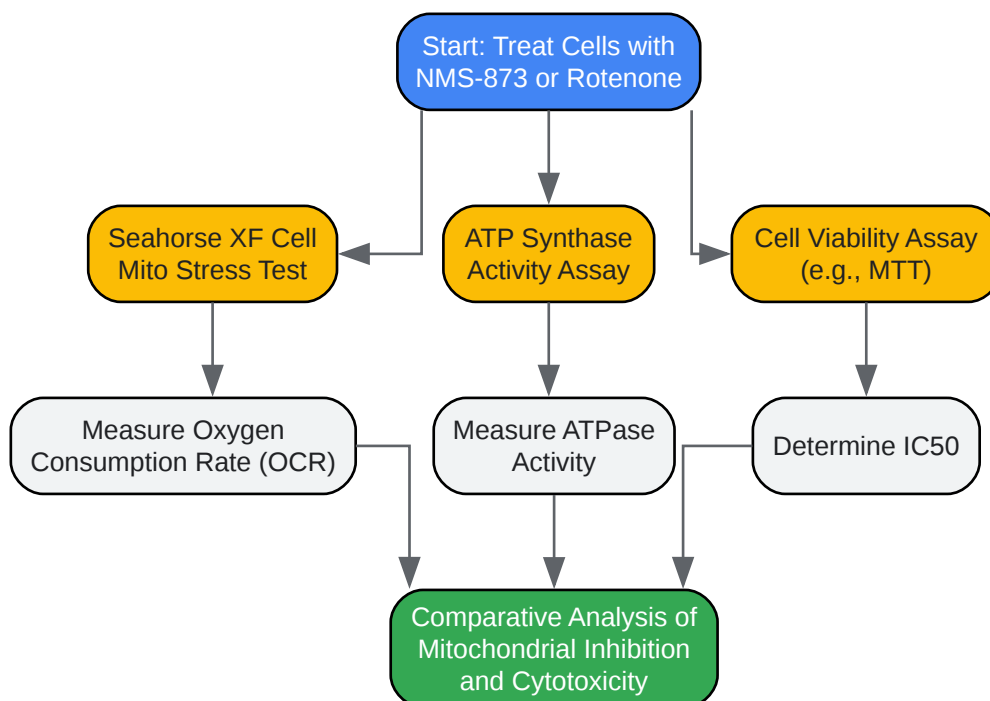 Start: Treat Cells with
NMS-873 or Rotenone
Seahorse XF Cell
Mito Stress Test
ATP Synthase
Activity Assay
Cell Viability Assay
(e.g., MTT)
Measure Oxygen
Consumption Rate (OCR)
Measure ATPase
Activity
Determine IC50
Comparative Analysis of
Mitochondrial Inhibition
and Cytotoxicity